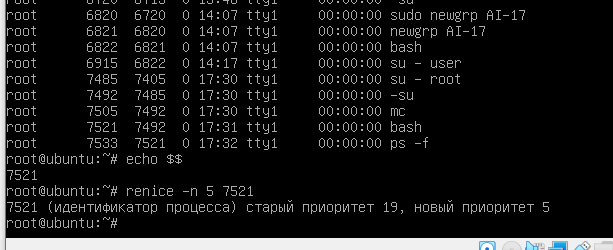 root 6820 6720 0 14:07 tty1 00:00:00 sudo newgrp AI-17
root 6821 6820 0 14:07 tty1 00:00:00 newgrp AI-17
root 6822 6821 0 14:07 tty1 00:00:00 bash
root 6915 6822 0 14:17 tty1 00:00:00 su - user
root 7485 7405 0 17:30 tty1 00:00:00 su - root
root 7492 7485 0 17:30 tty1 00:00:00 -su
root 7505 7492 0 17:30 tty1 00:00:00 mc
root 7521 7492 0 17:31 tty1 00:00:00 bash
root 7533 7521 0 17:32 tty1 00:00:00 ps -f
root@ubuntu:~# echo $$
7521
root@ubuntu:~# renice -n 5 7521
7521 (идентификатор процесса) старый приоритет 19, новый приоритет 5
root@ubuntu:~#